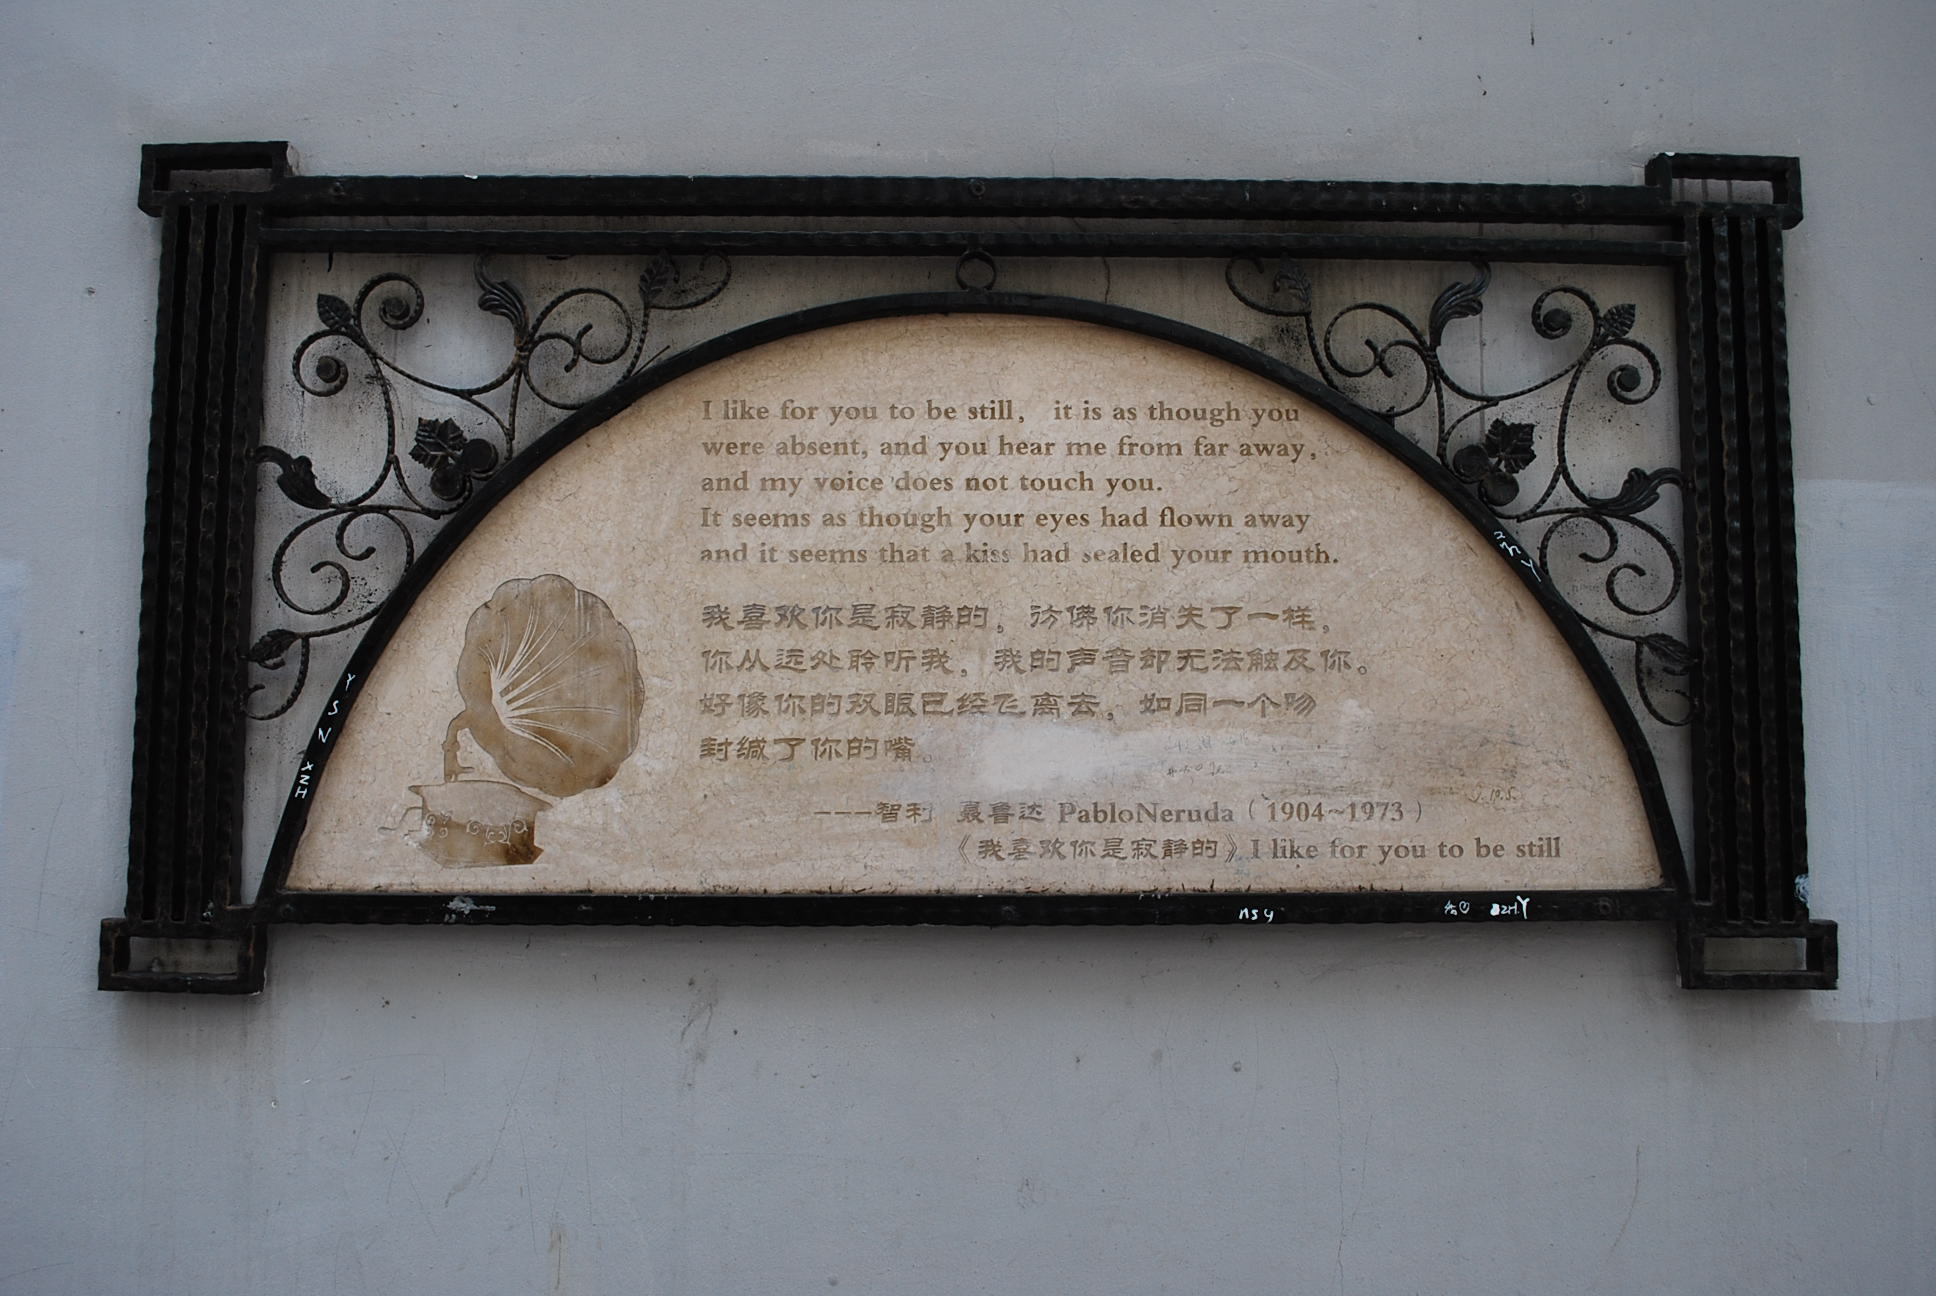 I like for you to be still, it is as though you
were absent, and you hear me from far away,
and my voice does not touch you.
It seems as though your eyes had flown away
and it seems that a kiss had sealed your mouth.
我喜欢你是寂静的，彷佛你消失了一样，
你从远处聆听我，我的声音却无法触及你。
好像你的双眼已经飞离去，如同一个吻
封缄了你的嘴。
———智利 聂鲁达 PabloNeruda（1904~1973）
《我喜欢你是寂静的》I like for you to be still